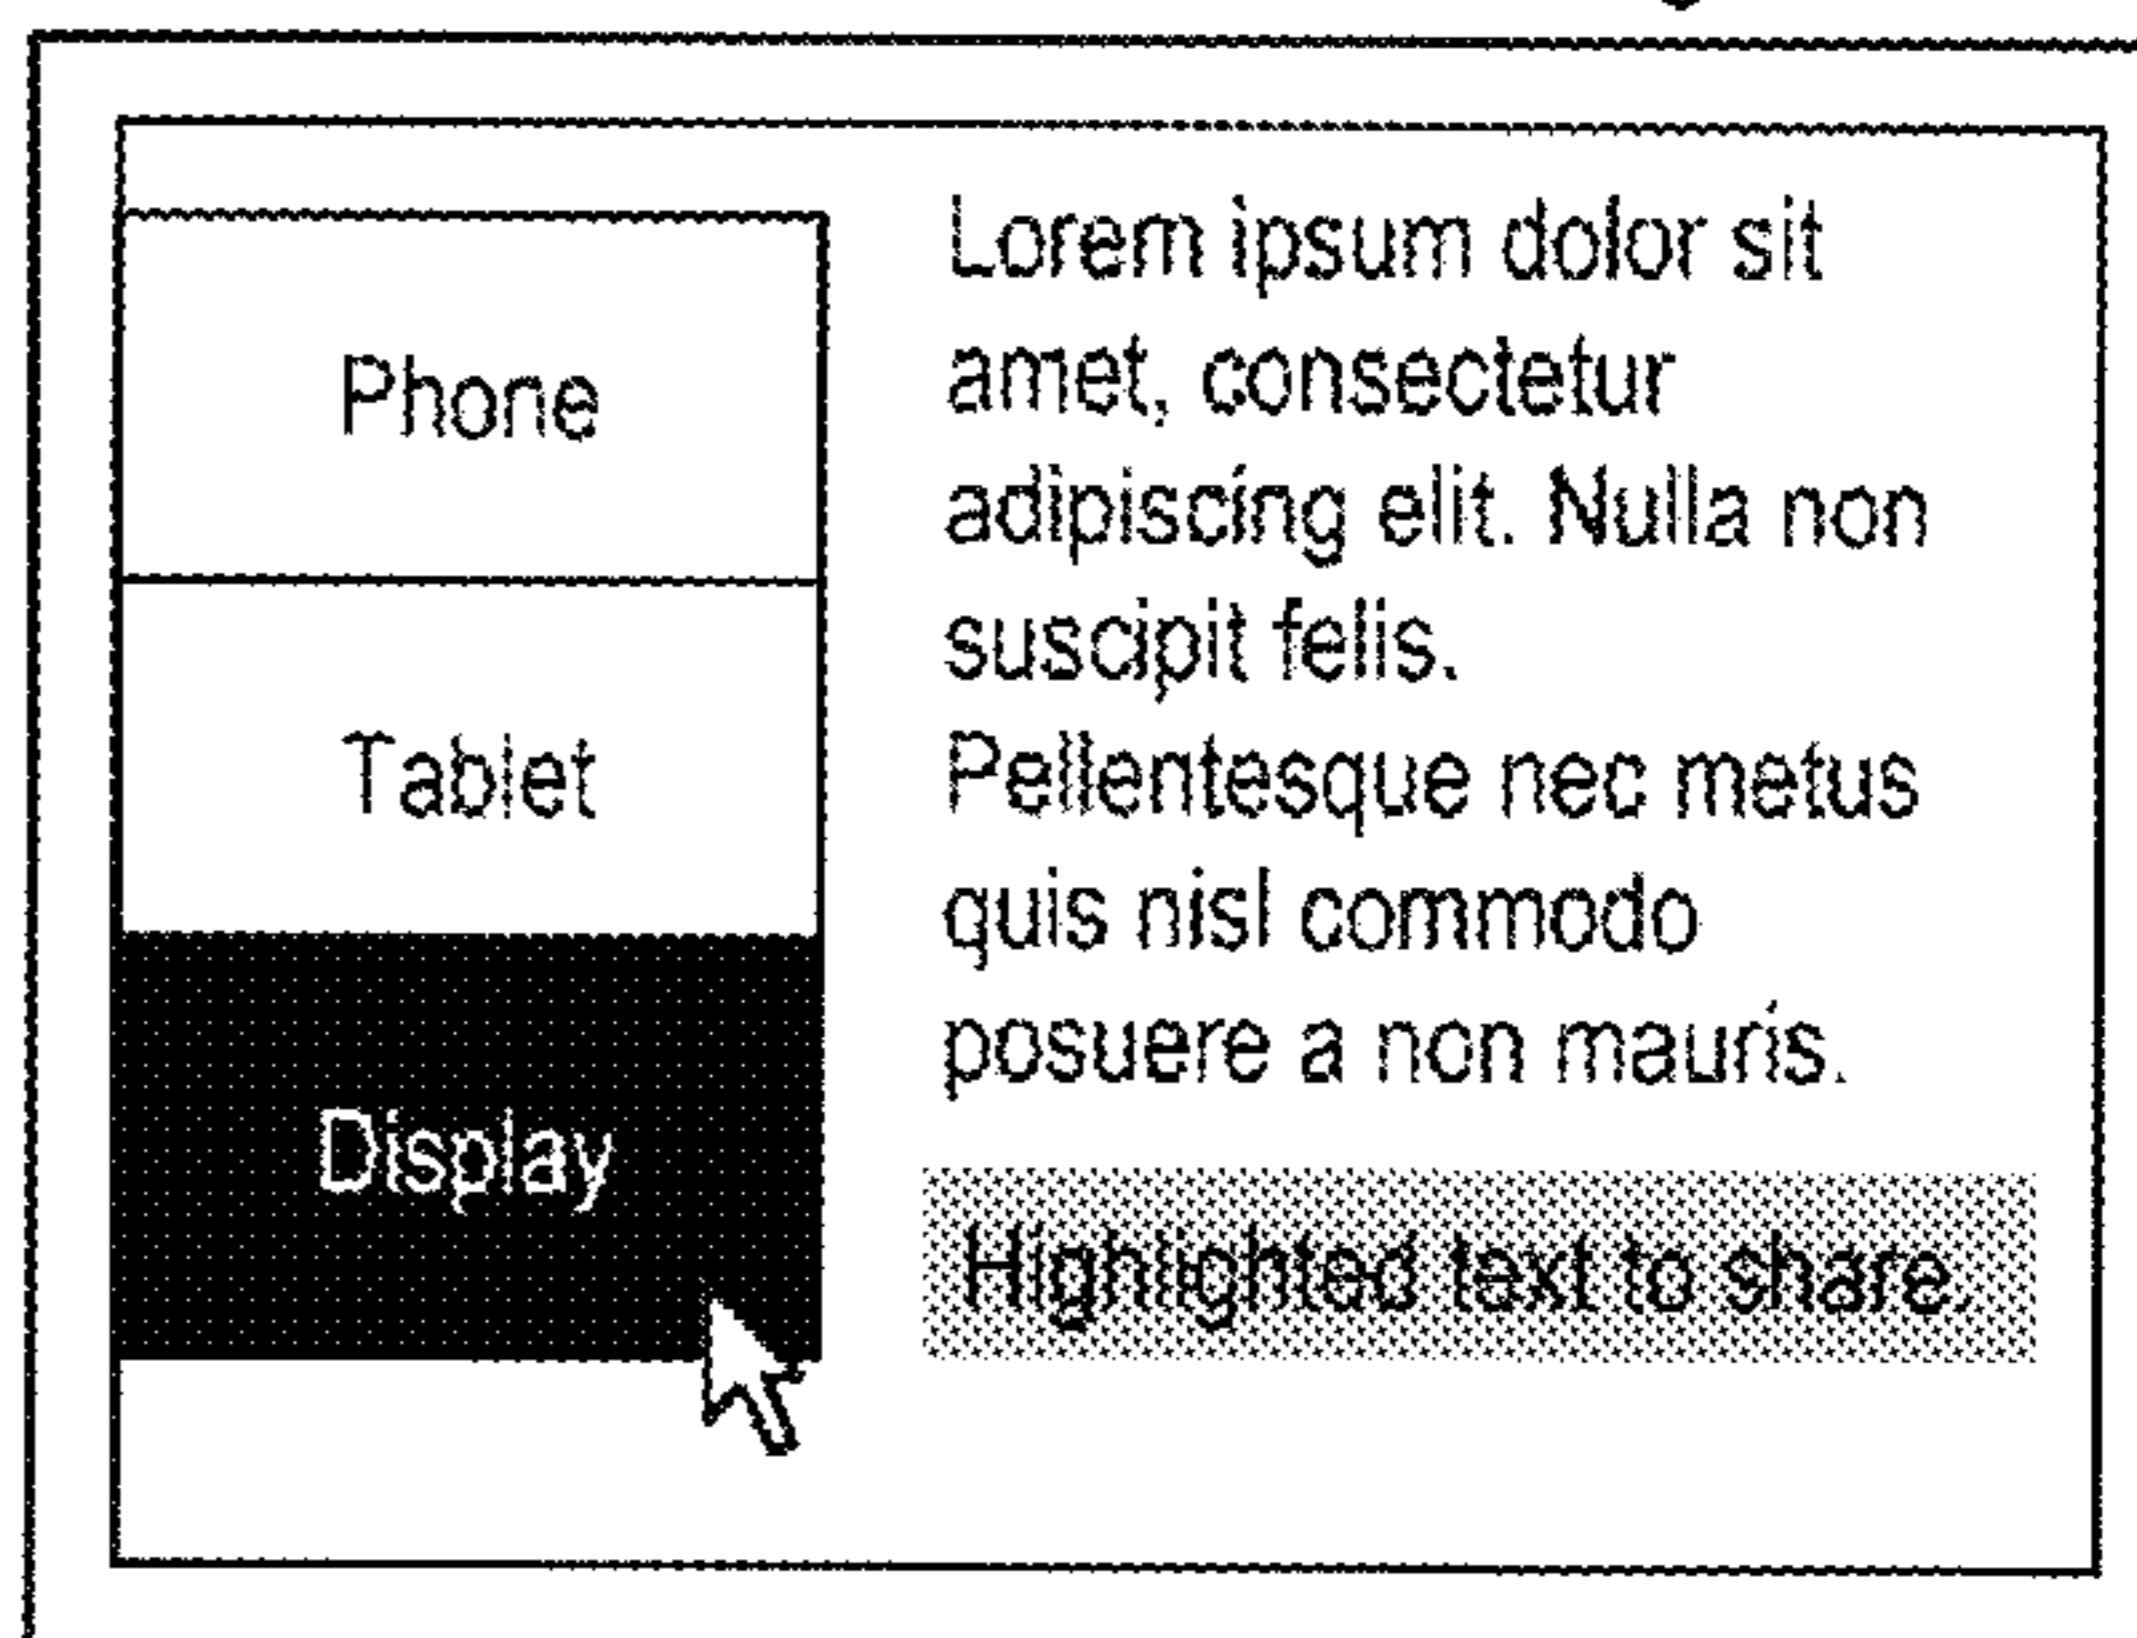 Phone
Tablet
Display
Lorem ipsum dolor sit
amet, consectetur
adipiscing elit. Nulla non
suscipit felis.
Pellentesque nec metus
quis nisl commodo
posuere a non mauris.
Highlighted text to share.